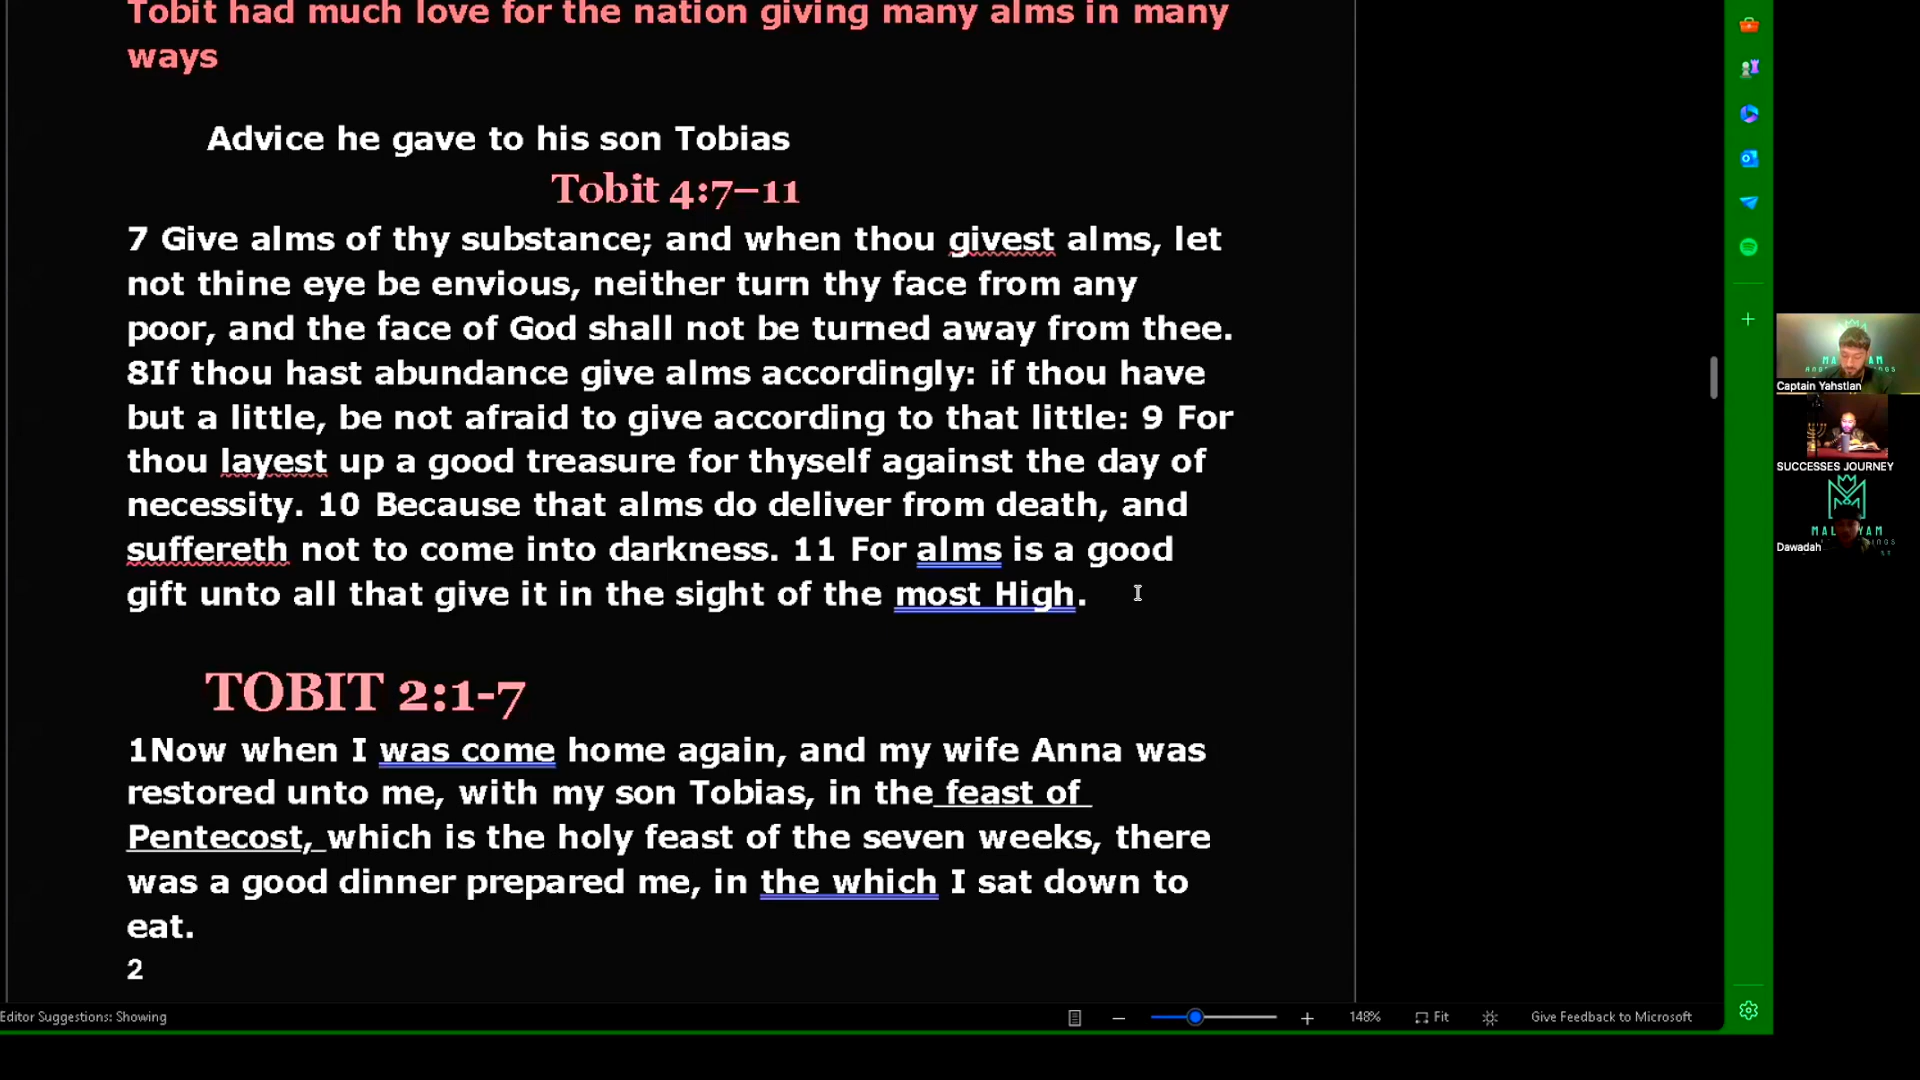 Tobit had much love for the nation giving many alms in many
ways
Advice he gave to his son Tobias
Tobit 4:7–11
7 Give alms of thy substance; and when thou givest alms, let
not thine eye be envious, neither turn thy face from any
poor, and the face of God shall not be turned away from thee.
8If thou hast abundance give alms accordingly: if thou have
but a little, be not afraid to give according to that little: 9 For
thou layest up a good treasure for thyself against the day of
necessity. 10 Because that alms do deliver from death, and
suffereth not to come into darkness. 11 For alms is a good
gift unto all that give it in the sight of the most High.
TOBIT 2:1-7
1Now when I was come home again, and my wife Anna was
restored unto me, with my son Tobias, in the feast of
Pentecost, which is the holy feast of the seven weeks, there
was a good dinner prepared me, in the which I sat down to
eat.
2
Editor Suggestions: Showing
148%
Fit
Give Feedback to Microsoft
Captain Yahstlan
SUCCESSES JOURNEY
Dawadah